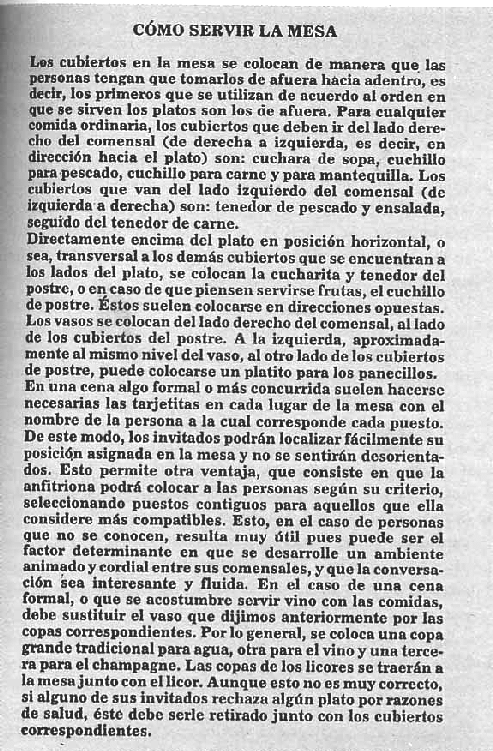 CÓMO SERVIR LA MESA
Los cubiertos en la mesa se colocan de manera que las
personas tengan que tomarlos de afuera hacia adentro, es
decir, los primeros que se utilizan de acuerdo al orden en
que se sirven los platos son los de afuera. Para cualquier
comida ordinaria, los cubiertos que deben ir del lado dere-
cho del comensal (de derecha a izquierda, es decir, en
dirección hacia el plato) son: cuchara de sopa, cuchillo
para pescado, cuchillo para carne y para mantequilla. Los
cubiertos que van del lado izquierdo del comensal (de
izquierda a derecha) son: tenedor de pescado y ensalada,
seguido del tenedor de carne.
Directamente encima del plato en posición horizontal, o
sea, transversal a los demás cubiertos que se encuentran a
los lados del plato, se colocan la cucharita y tenedor del
postre, o en caso de que piensen servirse frutas, el cuchillo
de postre. Éstos suelen colocarse en direcciones opuestas.
Los vasos se colocan del lado derecho del comensal, al lado
de los cubiertos del postre. A la izquierda, aproximada-
mente al mismo nivel del vaso, al otro lado de los cubiertos
de postre, puede colocarse un platito para los panecillos.
En una cena algo formal o más concurrida suelen hacerse
necesarias las tarjetitas en cada lugar de la mesa con el
nombre de la persona a la cual corresponde cada puesto.
De este modo, los invitados podrán localizar fácilmente su
posición asignada en la mesa y no se sentirán desorienta-
dos. Esto permite otra ventaja, que consiste en que la
anfitriona podrá colocar a las personas según su criterio,
seleccionando puestos contiguos para aquellos que ella
considere más compatibles. Esto, en el caso de personas
que no se conocen, resulta muy útil pues puede ser el
factor determinante en que se desarrolle un ambiente
animado y cordial entre sus comensales, y que la conversa-
ción sea interesante y fluida. En el caso de una cena
formal, o que se acostumbre servir vino con las comidas,
debe sustituir el vaso que dijimos anteriormente por las
copas correspondientes. Por lo general, se coloca una copa
grande tradicional para agua, otra para el vino y una terce-
ra para el champagne. Las copas de los licores se traerán a
la mesa junto con el licor. Aunque esto no es muy correcto,
si alguno de sus invitados rechaza algún plato por razones
de salud, éste debe serle retirado junto con los cubiertos
correspondientes.